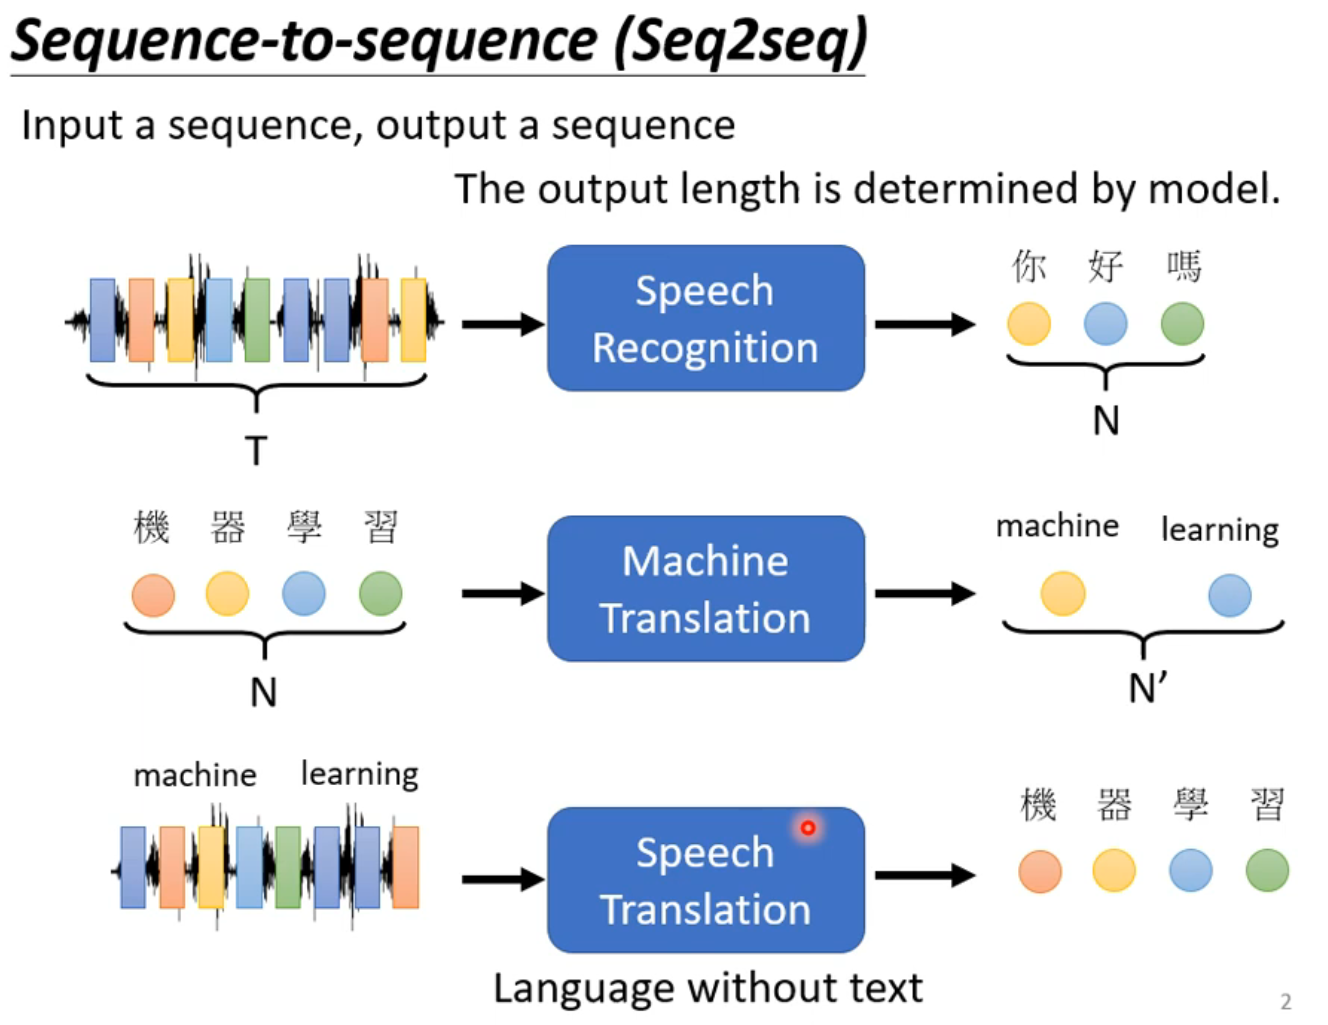 Sequence-to-sequence (Seq2seq)
Input a sequence, output a sequence
The output length is determined by model.
Speech
Recognition
你 好 嗎
T
N
機 器 學 習
Machine
Translation
machine learning
N
N’
machine learning
Speech
Translation
機 器 學 習
Language without text
2